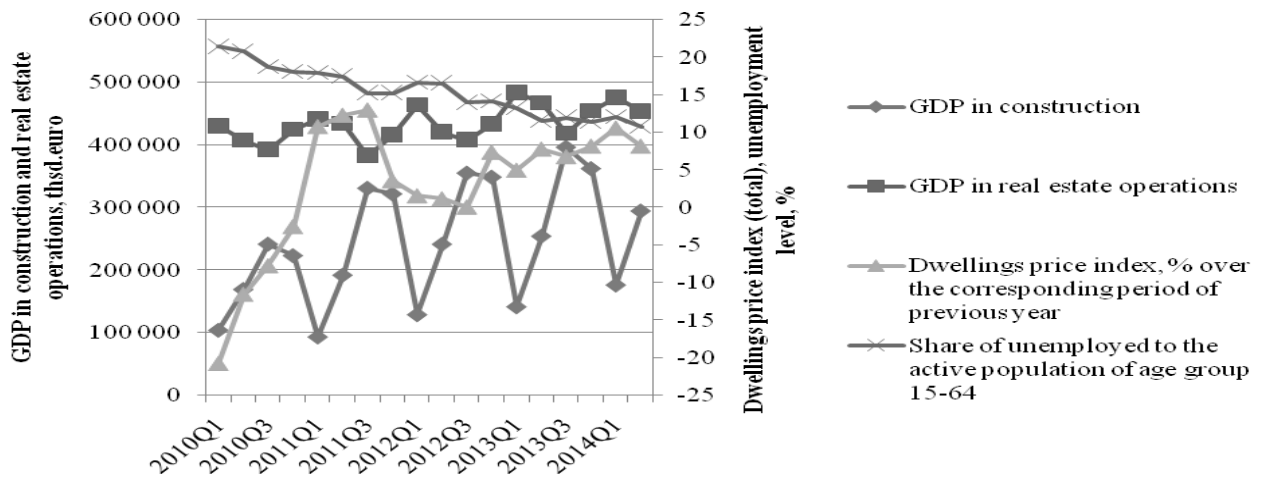 GDP in construction and real estate
operations, thsd.euro
600 000
500 000
400 000
300 000
200 000
100 000
0
2010Q1
2010Q3
2011Q1
2011Q3
2012Q1
2012Q3
2013Q1
2013Q3
2014Q1
25
20
15
10
5
0
-5
-10
-15
-20
-25
Dwellings price index (total), unemployment
level, %
GDP in construction
GDP in real estate operations
Dwellings price index, % over
the corresponding period of
previous year
Share of unemployed to the
active population of age group
15-64